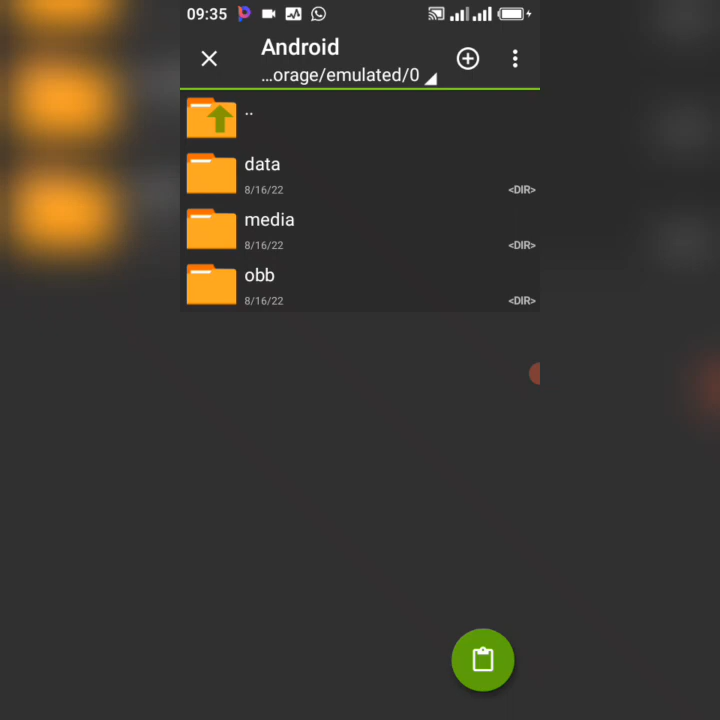 09:35
Android
...orage/emulated/0
..
data
8/16/22
<DIR>
media
8/16/22
<DIR>
obb
8/16/22
<DIR>